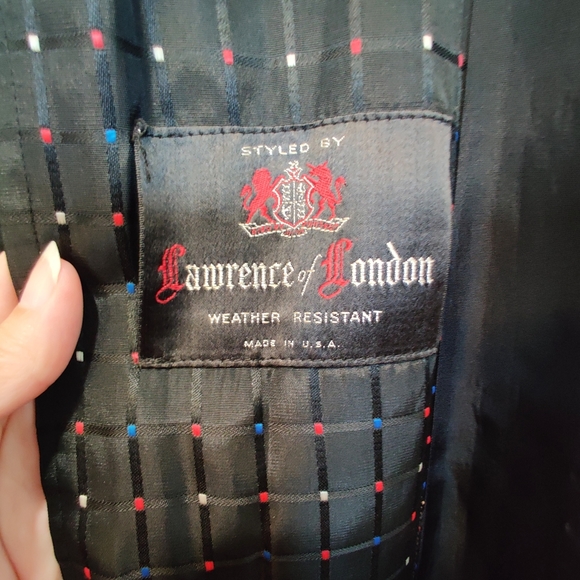 STYLED BY
Lawrence of London
WEATHER RESISTANT
MADE IN U.S.A.